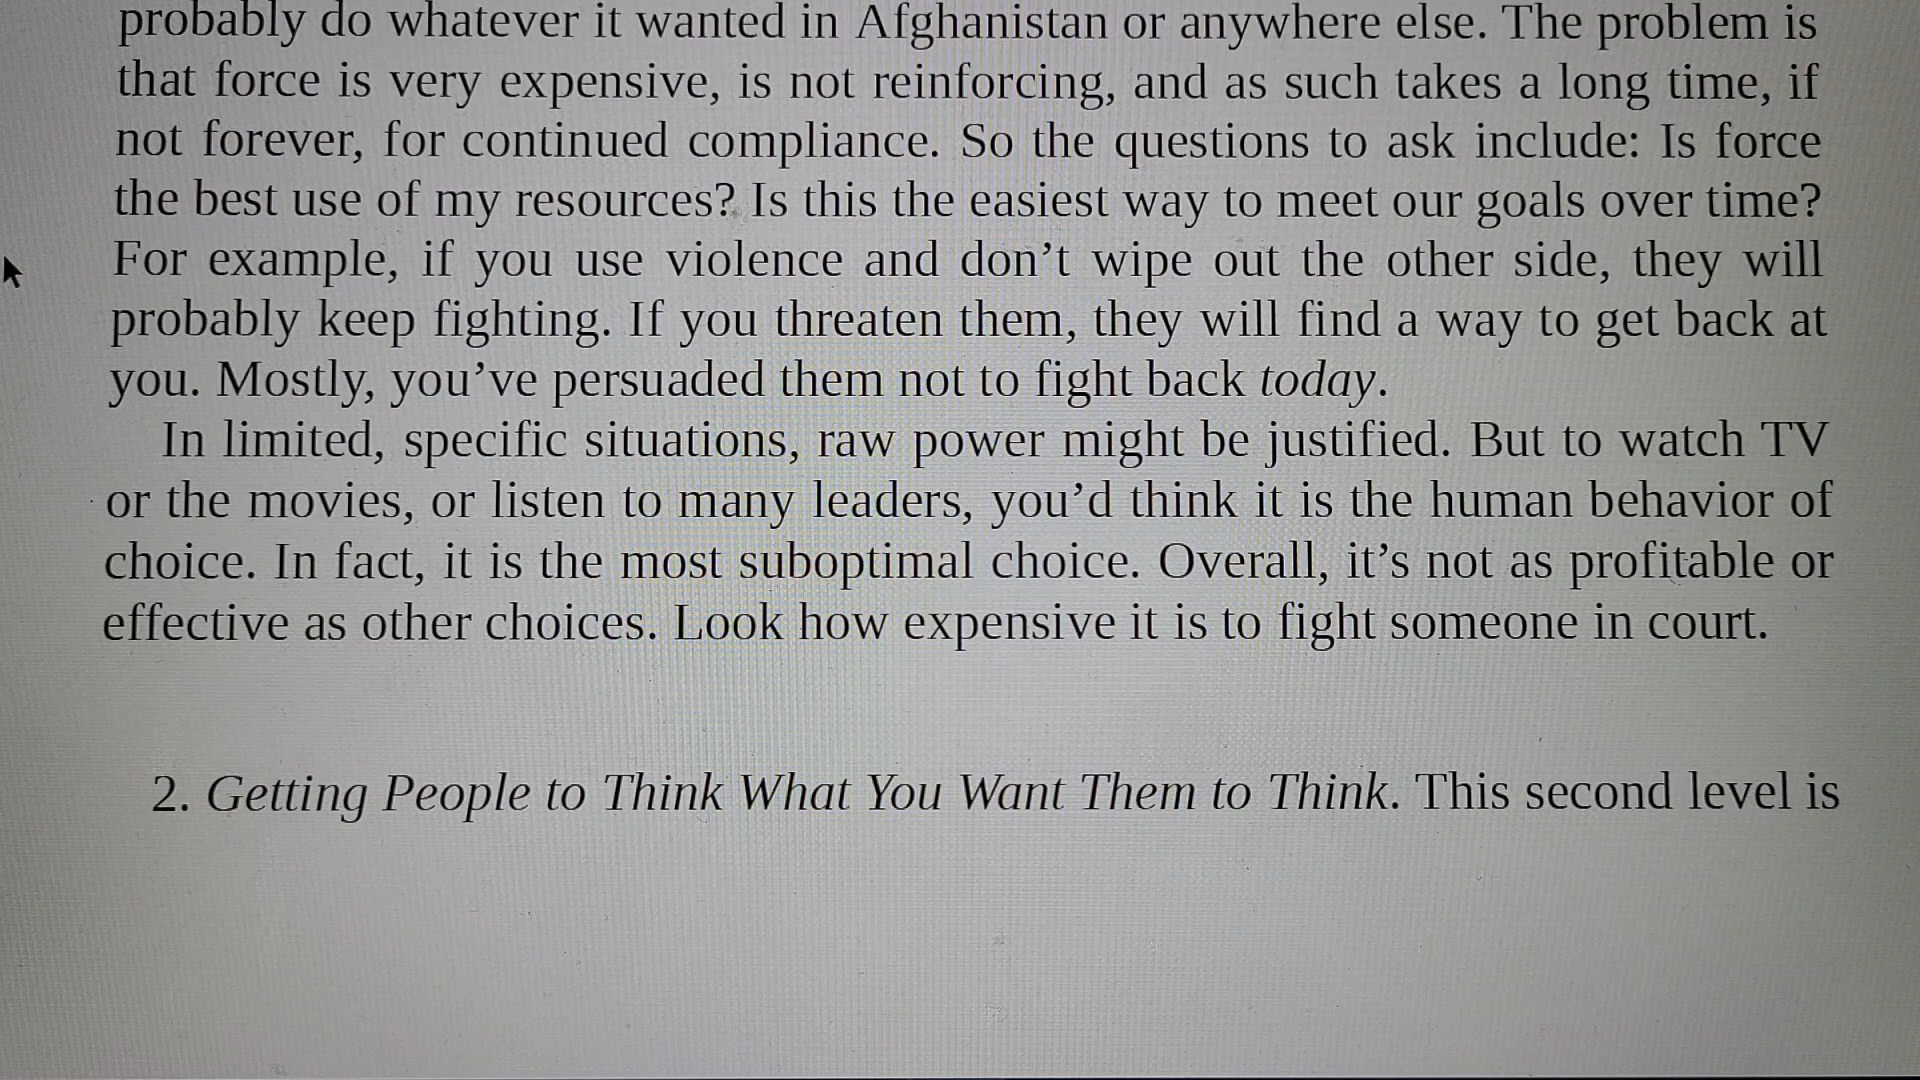 probably do whatever it wanted in Afghanistan or anywhere else. The problem is
that force is very expensive, is not reinforcing, and as such takes a long time, if
not forever, for continued compliance. So the questions to ask include: Is force
the best use of my resources? Is this the easiest way to meet our goals over time?
For example, if you use violence and don’t wipe out the other side, they will
probably keep fighting. If you threaten them, they will find a way to get back at
you. Mostly, you’ve persuaded them not to fight back today.
In limited, specific situations, raw power might be justified. But to watch TV
or the movies, or listen to many leaders, you’d think it is the human behavior of
choice. In fact, it is the most suboptimal choice. Overall, it’s not as profitable or
effective as other choices. Look how expensive it is to fight someone in court.
2. Getting People to Think What You Want Them to Think. This second level is